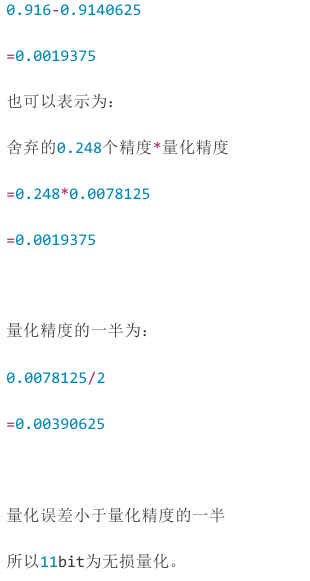 0.916-0.9140625
=0.0019375
也可以表示为：
舍弃的0.248个精度*量化精度
=0.248*0.0078125
=0.0019375
量化精度的一半为：
0.0078125/2
=0.00390625
量化误差小于量化精度的一半
所以11bit为无损量化。